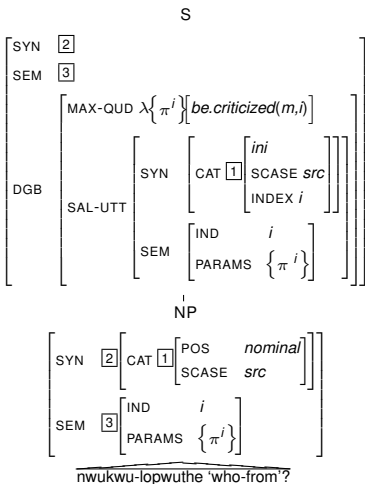 S
SYN 2
SEM 3
DGB
MAX-QUD λ{π^i}[be.criticized(m,i)]
SAL-UTT
SYN
CAT 1
ini
SCASE src
INDEX i
SEM
IND i
PARAMS {π^i}
NP
SYN 2
CAT 1
POS nominal
SCASE src
SEM 3
IND i
PARAMS {π^i}
nwukwu-lopwuthe ‘who-from’?